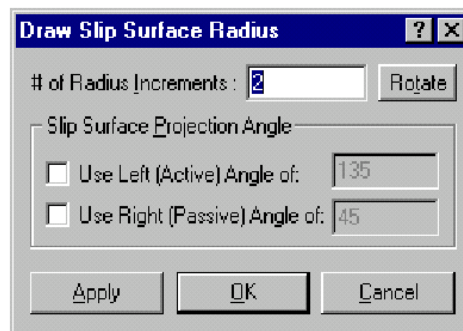 Draw Slip Surface Radius ? ×
# of Radius Increments : 2 Rotate
Slip Surface Projection Angle
Use Left (Active) Angle of: 135
Use Right (Passive) Angle of: 45
Apply OK Cancel